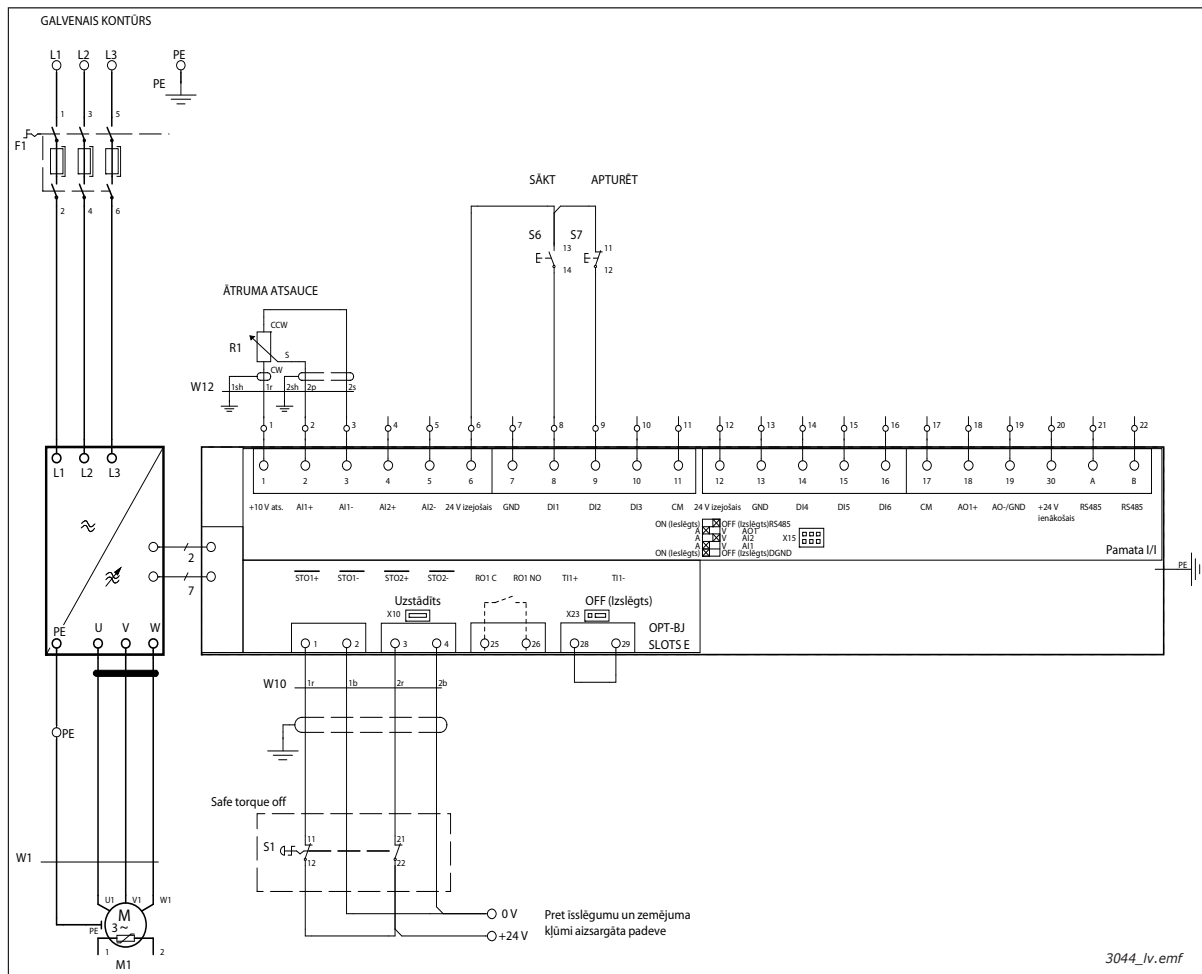 GALVENAIS KONTŪRS
L1 L2 L3 PE
PE
1 3 5
F1
2 4 6
SĀKT APTURĒT
S6 S7
13 11
14 12
ĀTRUMA ATSAUCE
CCW
R1
S
CW
W12 1sh 1r 2sh 2p 2s
1 2 3 4 5 6 7 8 9 10 11 12 13 14 15 16 17 18 19 20 21 22
L1 L2 L3
1 2 3 4 5 6 7 8 9 10 11 12 13 14 15 16 17 18 19 30 A B
+10 V ats. AI1+ AI1- AI2+ AI2- 24 V izejošais GND DI1 DI2 DI3 CM 24 V izejošais GND DI4 DI5 DI6 CM AO1+ AO-/GND +24 V ienākošais RS485 RS485
ON (Ieslēgts) OFF (Izslēgts)RS485
A V AO1
A V AI2
A V AI1
ON (Ieslēgts) OFF (Izslēgts)DGND
X15
Pamata I/I
2
7
PE
STO1+ STO1- STO2+ STO2- RO1 C RO1 NO TI1+ TI1-
Uzstādīts OFF (Izslēgts)
X10 X23
OPT-BJ
SLOTS E
1 2 3 4 25 26 28 29
PE U V W
W10 1r 1b 2r 2b
PE
Safe torque off
S1
11 21
12 22
W1
U1 V1 W1
M
3 ~
PE
1 2
M1
0 V
+24 V
Pret īsslēgumu un zemējuma
kļūmi aizsargāta padeve
3044_lv.emf